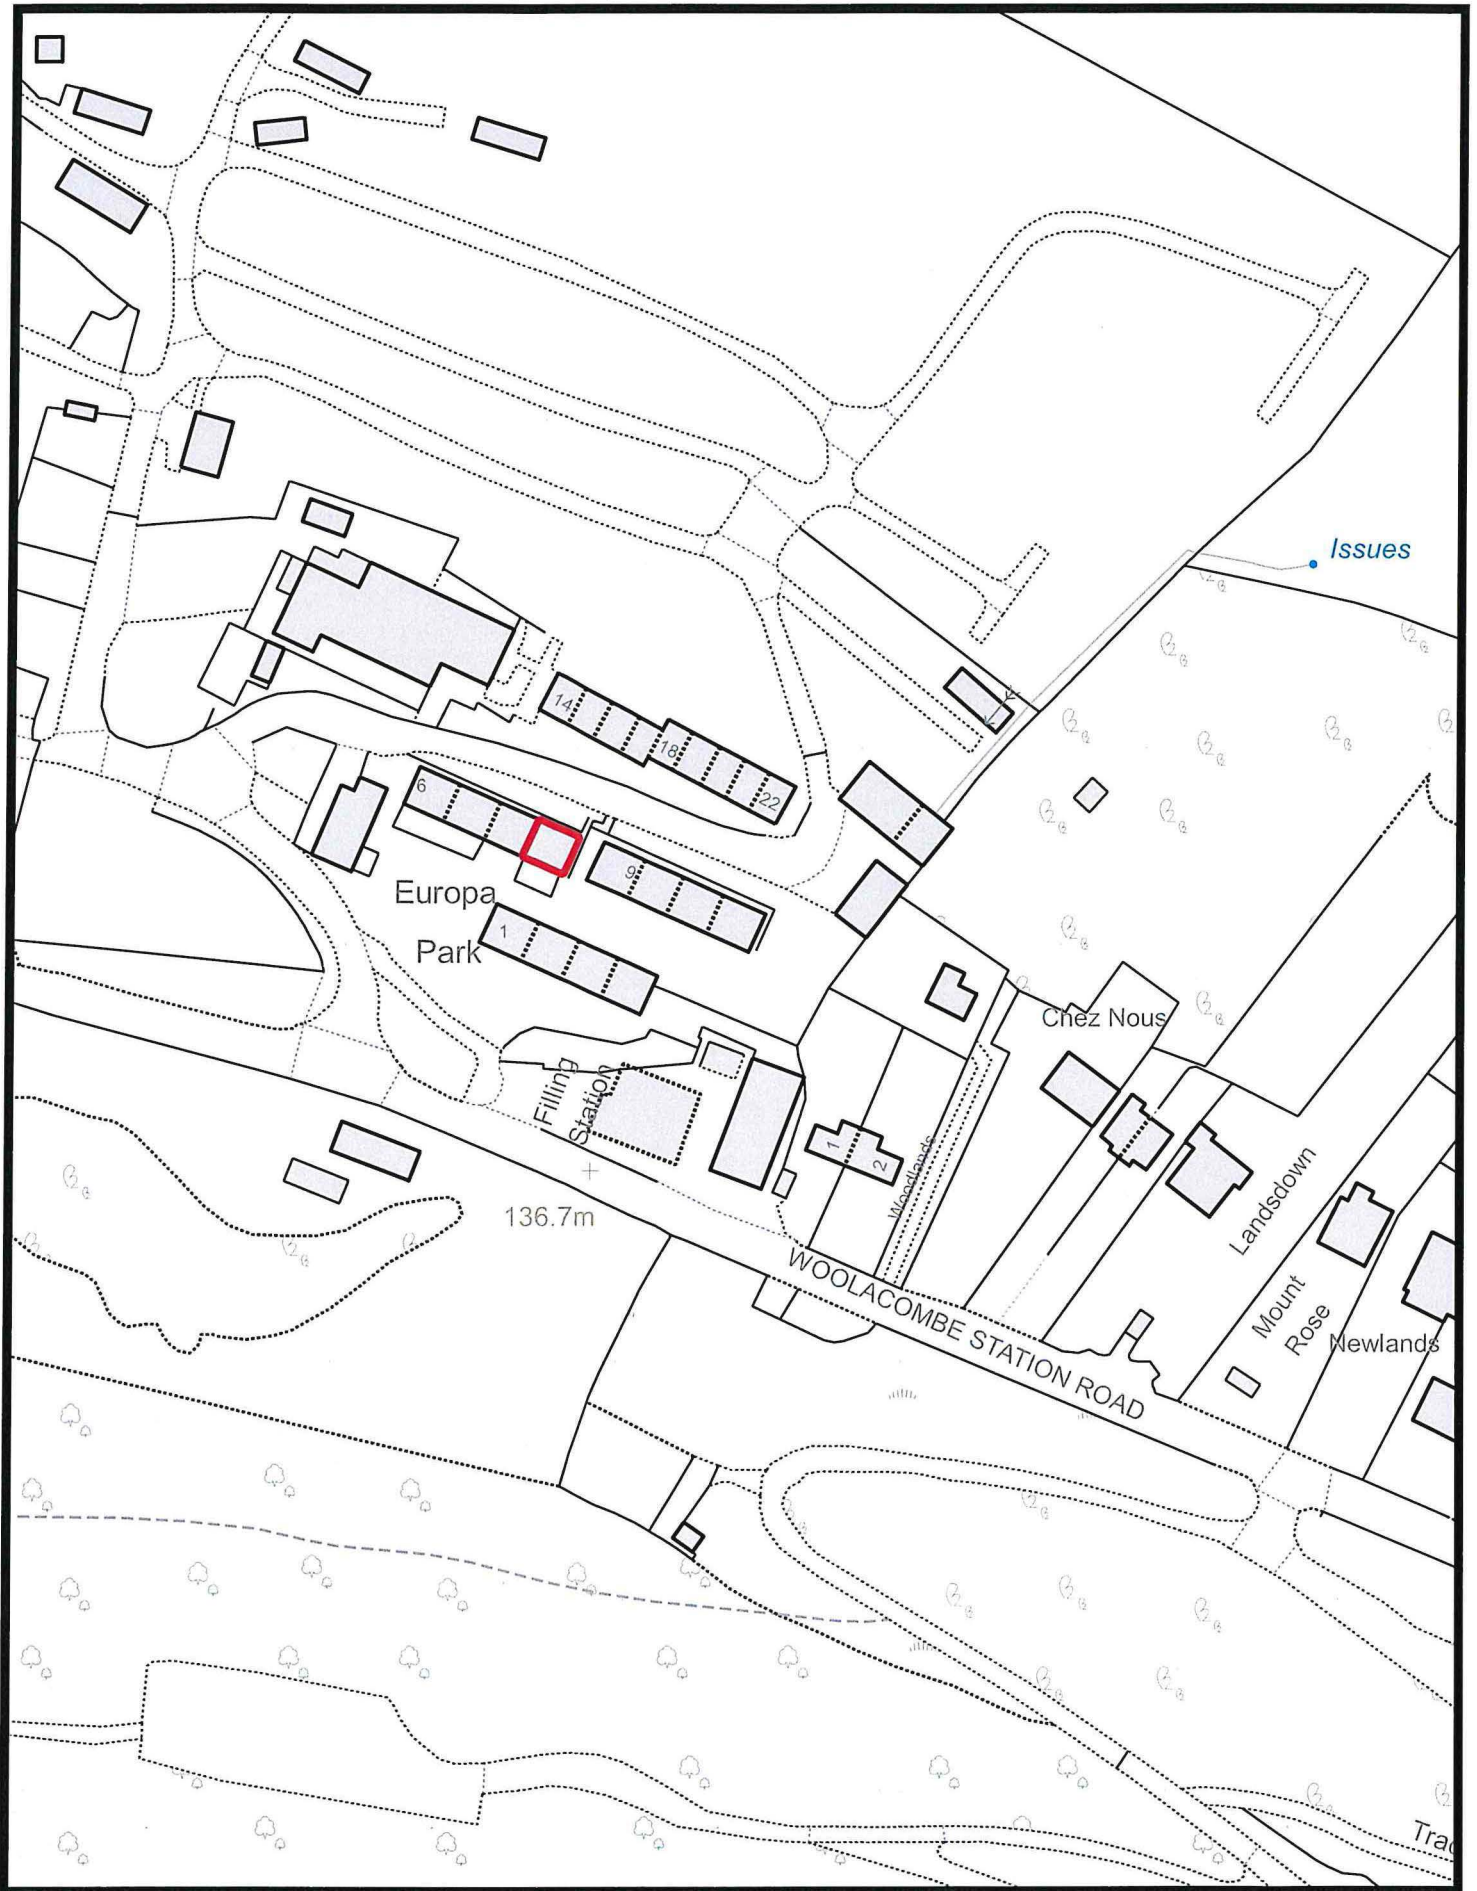 Issues
14
18
22
6
9
Europa
1
Park
Chez Nous
Filling
Station
1
2
Woodlands
136.7m
Landsdown
WOOLACOMBE STATION ROAD
Mount
Rose
Newlands
Trac